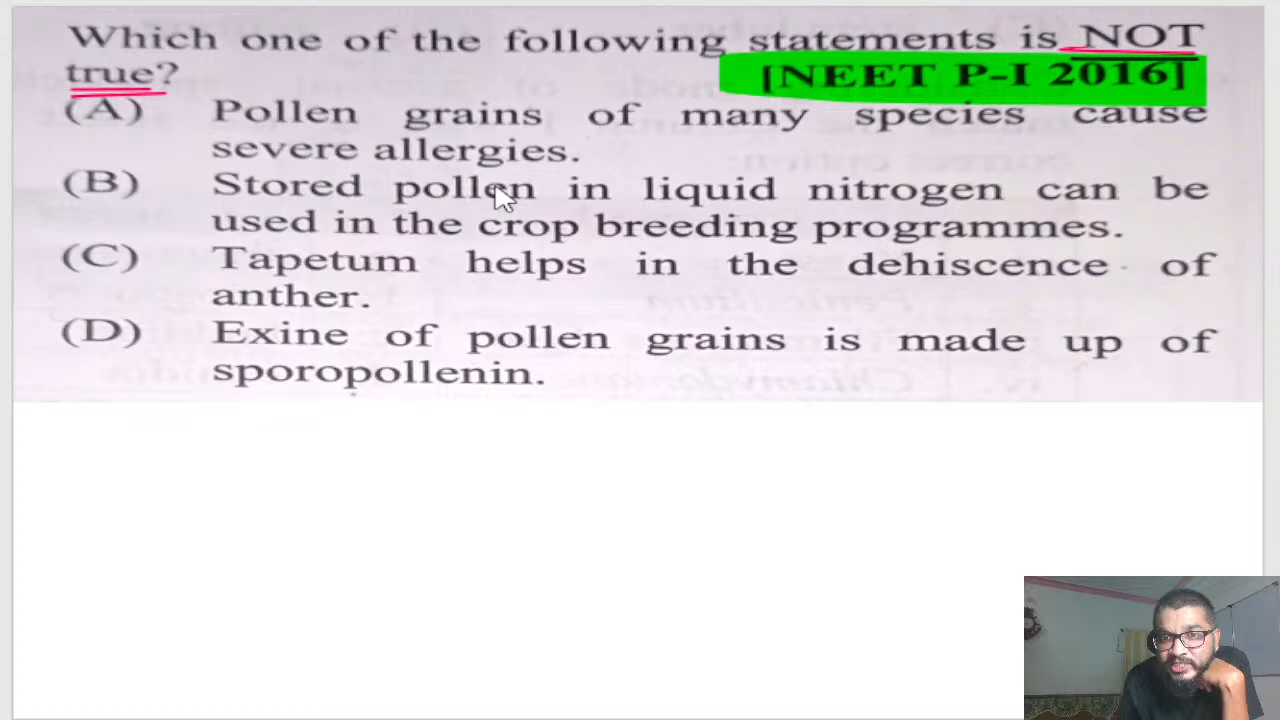 Which one of the following statements is NOT
true? [NEET P-I 2016]
(A) Pollen grains of many species cause
severe allergies.
(B) Stored pollen in liquid nitrogen can be
used in the crop breeding programmes.
(C) Tapetum helps in the dehiscence of
anther.
(D) Exine of pollen grains is made up of
sporopollenin.